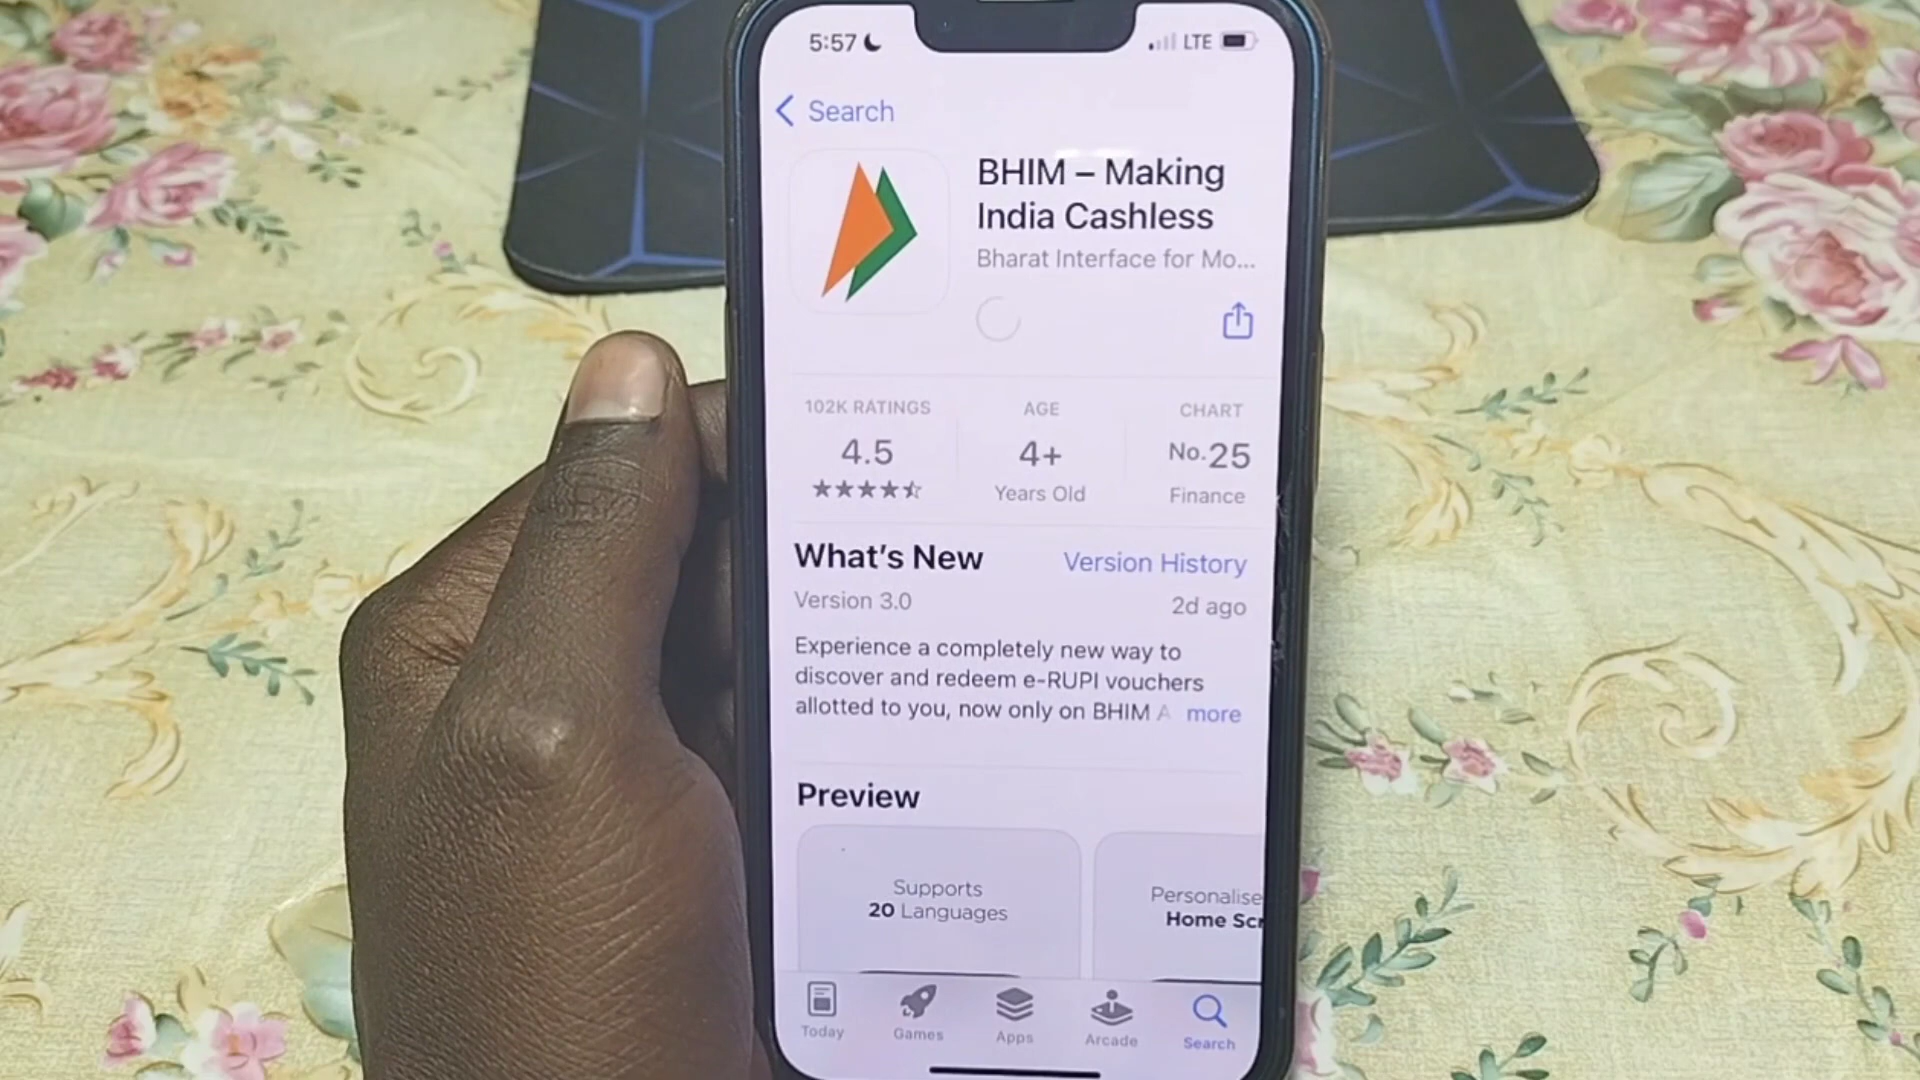 5:57
LTE
Search
BHIM – Making
India Cashless
Bharat Interface for Mo...
102K RATINGS
AGE
CHART
4.5
4+
No.25
Years Old
Finance
What's New
Version History
Version 3.0
2d ago
Experience a completely new way to
discover and redeem e-RUPI vouchers
allotted to you, now only on BHIM A more
Preview
Supports
20 Languages
Personalise
Home Scr
Today
Games
Apps
Arcade
Search